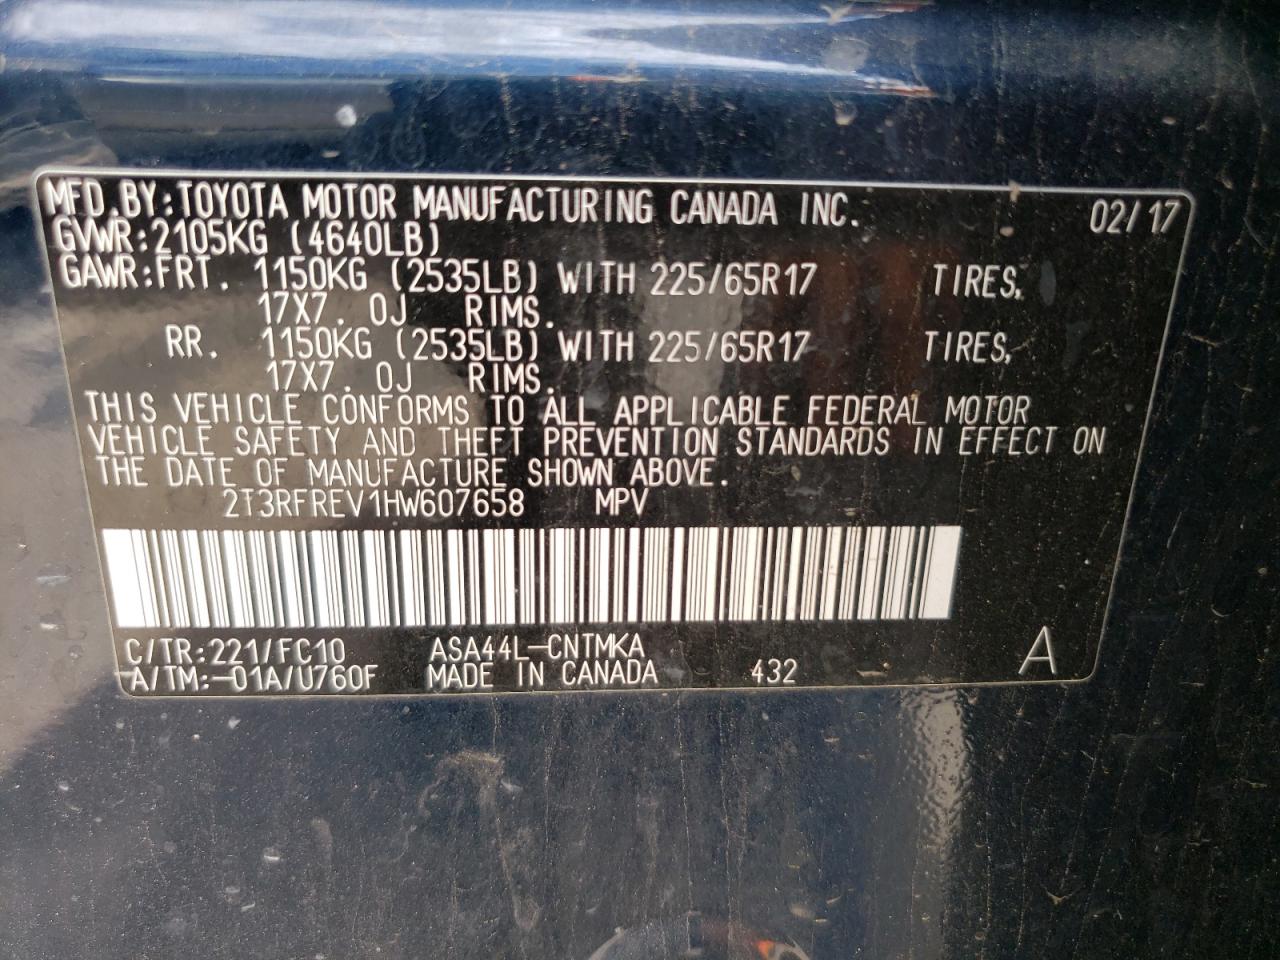 MFD.BY:TOYOTA MOTOR MANUFACTURING CANADA INC. 02/17
GVWR:2105KG (4640LB)
GAWR:FRT. 1150KG (2535LB) WITH 225/65R17 TIRES,
17X7.0J RIMS.
RR. 1150KG (2535LB) WITH 225/65R17 TIRES,
17X7.0J RIMS.
THIS VEHICLE CONFORMS TO ALL APPLICABLE FEDERAL MOTOR
VEHICLE SAFETY AND THEFT PREVENTION STANDARDS IN EFFECT ON
THE DATE OF MANUFACTURE SHOWN ABOVE.
2T3RFREV1HW607658 MPV
C/TR:221/FC10 ASA44L-CNTMKA A
A/TM:-01A/U760F MADE IN CANADA 432